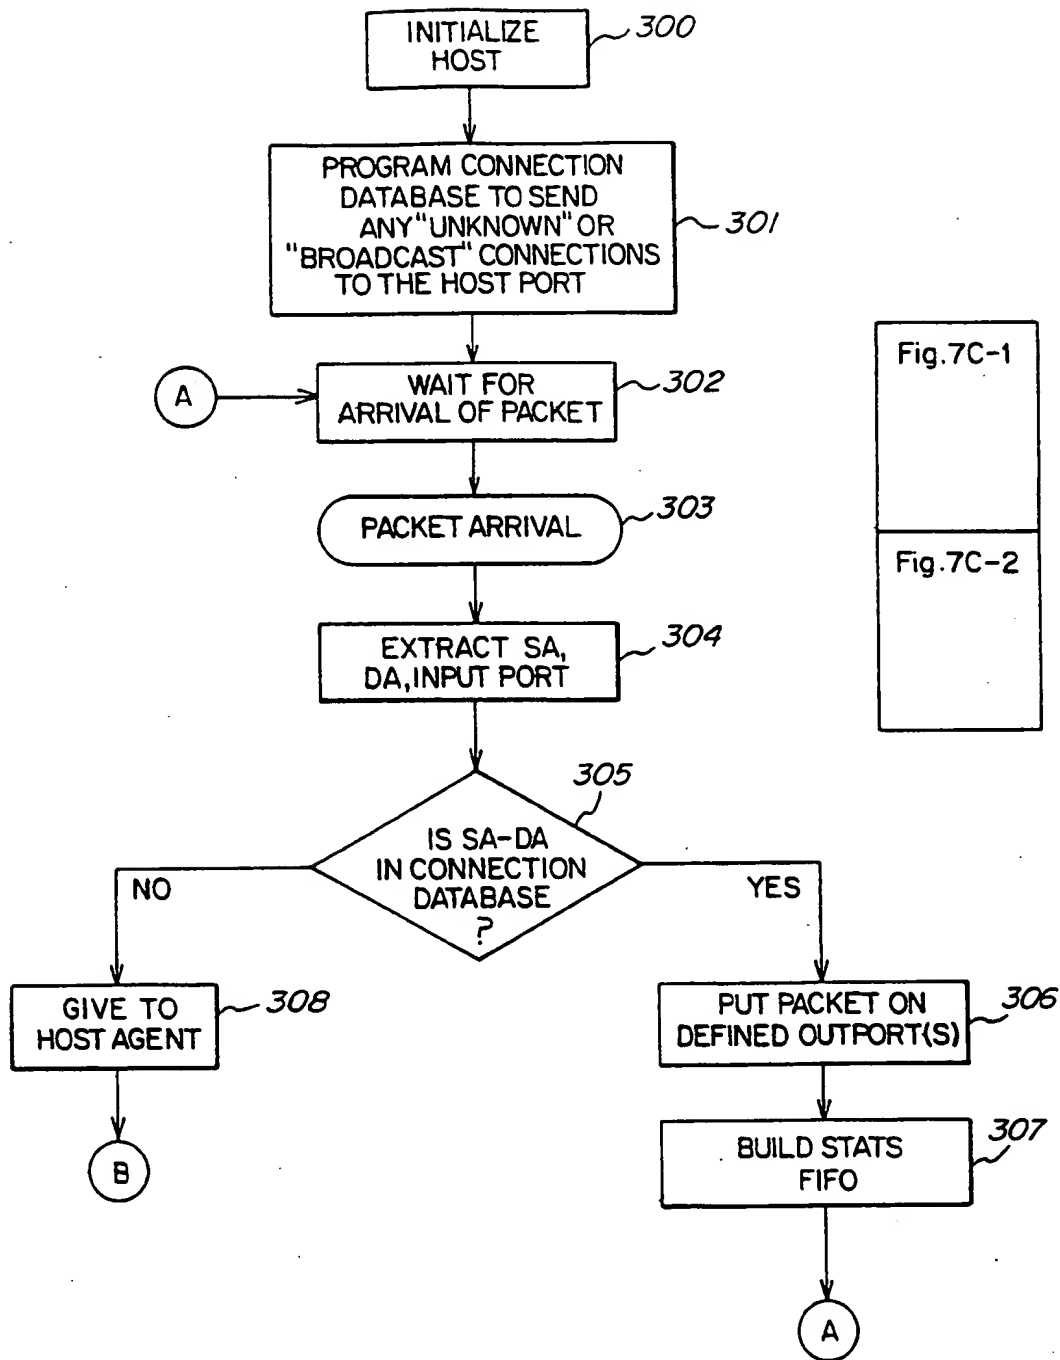 INITIALIZE
HOST
300
PROGRAM CONNECTION
DATABASE TO SEND
ANY "UNKNOWN" OR
"BROADCAST" CONNECTIONS
TO THE HOST PORT
301
Fig.7C-1
A
WAIT FOR
ARRIVAL OF PACKET
302
PACKET ARRIVAL
303
Fig.7C-2
EXTRACT SA,
DA, INPUT PORT
304
305
IS SA-DA
IN CONNECTION
DATABASE
?
NO
YES
GIVE TO
HOST AGENT
308
PUT PACKET ON
DEFINED OUTPORT(S)
306
B
BUILD STATS
FIFO
307
A